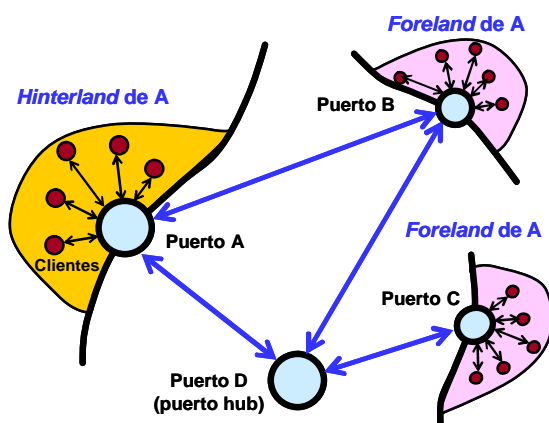 Foreland de A
Hinterland de A
Puerto B
Puerto A
Clientes
Foreland de A
Puerto C
Puerto D
(puerto hub)